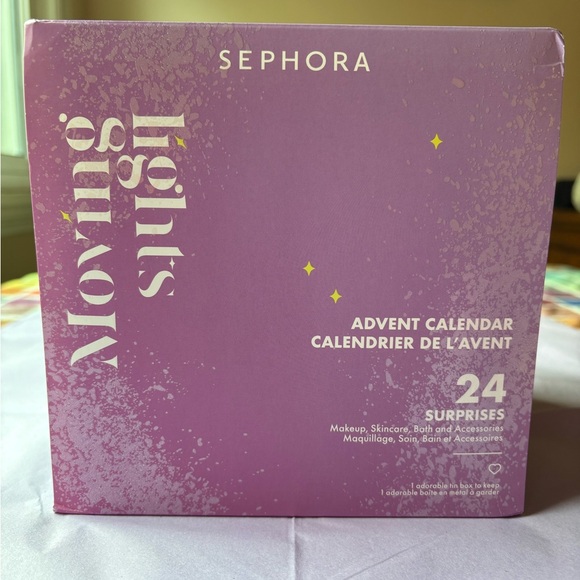 SEPHORA
Moving
lights
ADVENT CALENDAR
CALENDRIER DE L'AVENT
24
SURPRISES
Makeup, Skincare, Bath and Accessories
Maquillage, Soin, Bain et Accessoires
1 adorable tin box to keep
1 adorable boîte en métal à garder